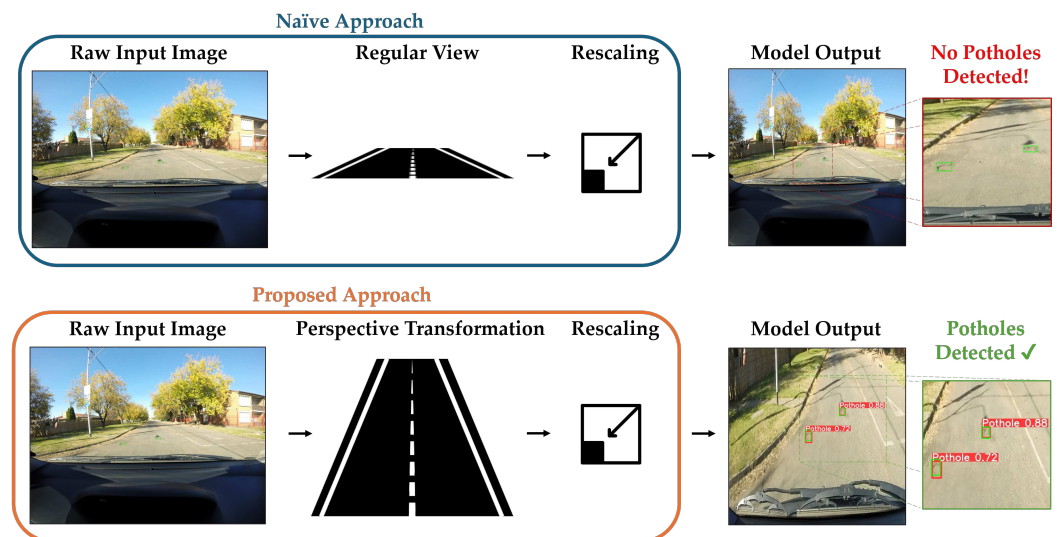 Naïve Approach
Raw Input Image
Regular View
Rescaling
Model Output
No Potholes
Detected!
Proposed Approach
Raw Input Image
Perspective Transformation
Rescaling
Model Output
Potholes
Detected ✓
Pothole 0.88
Pothole 0.72
Pothole 0.88
Pothole 0.72